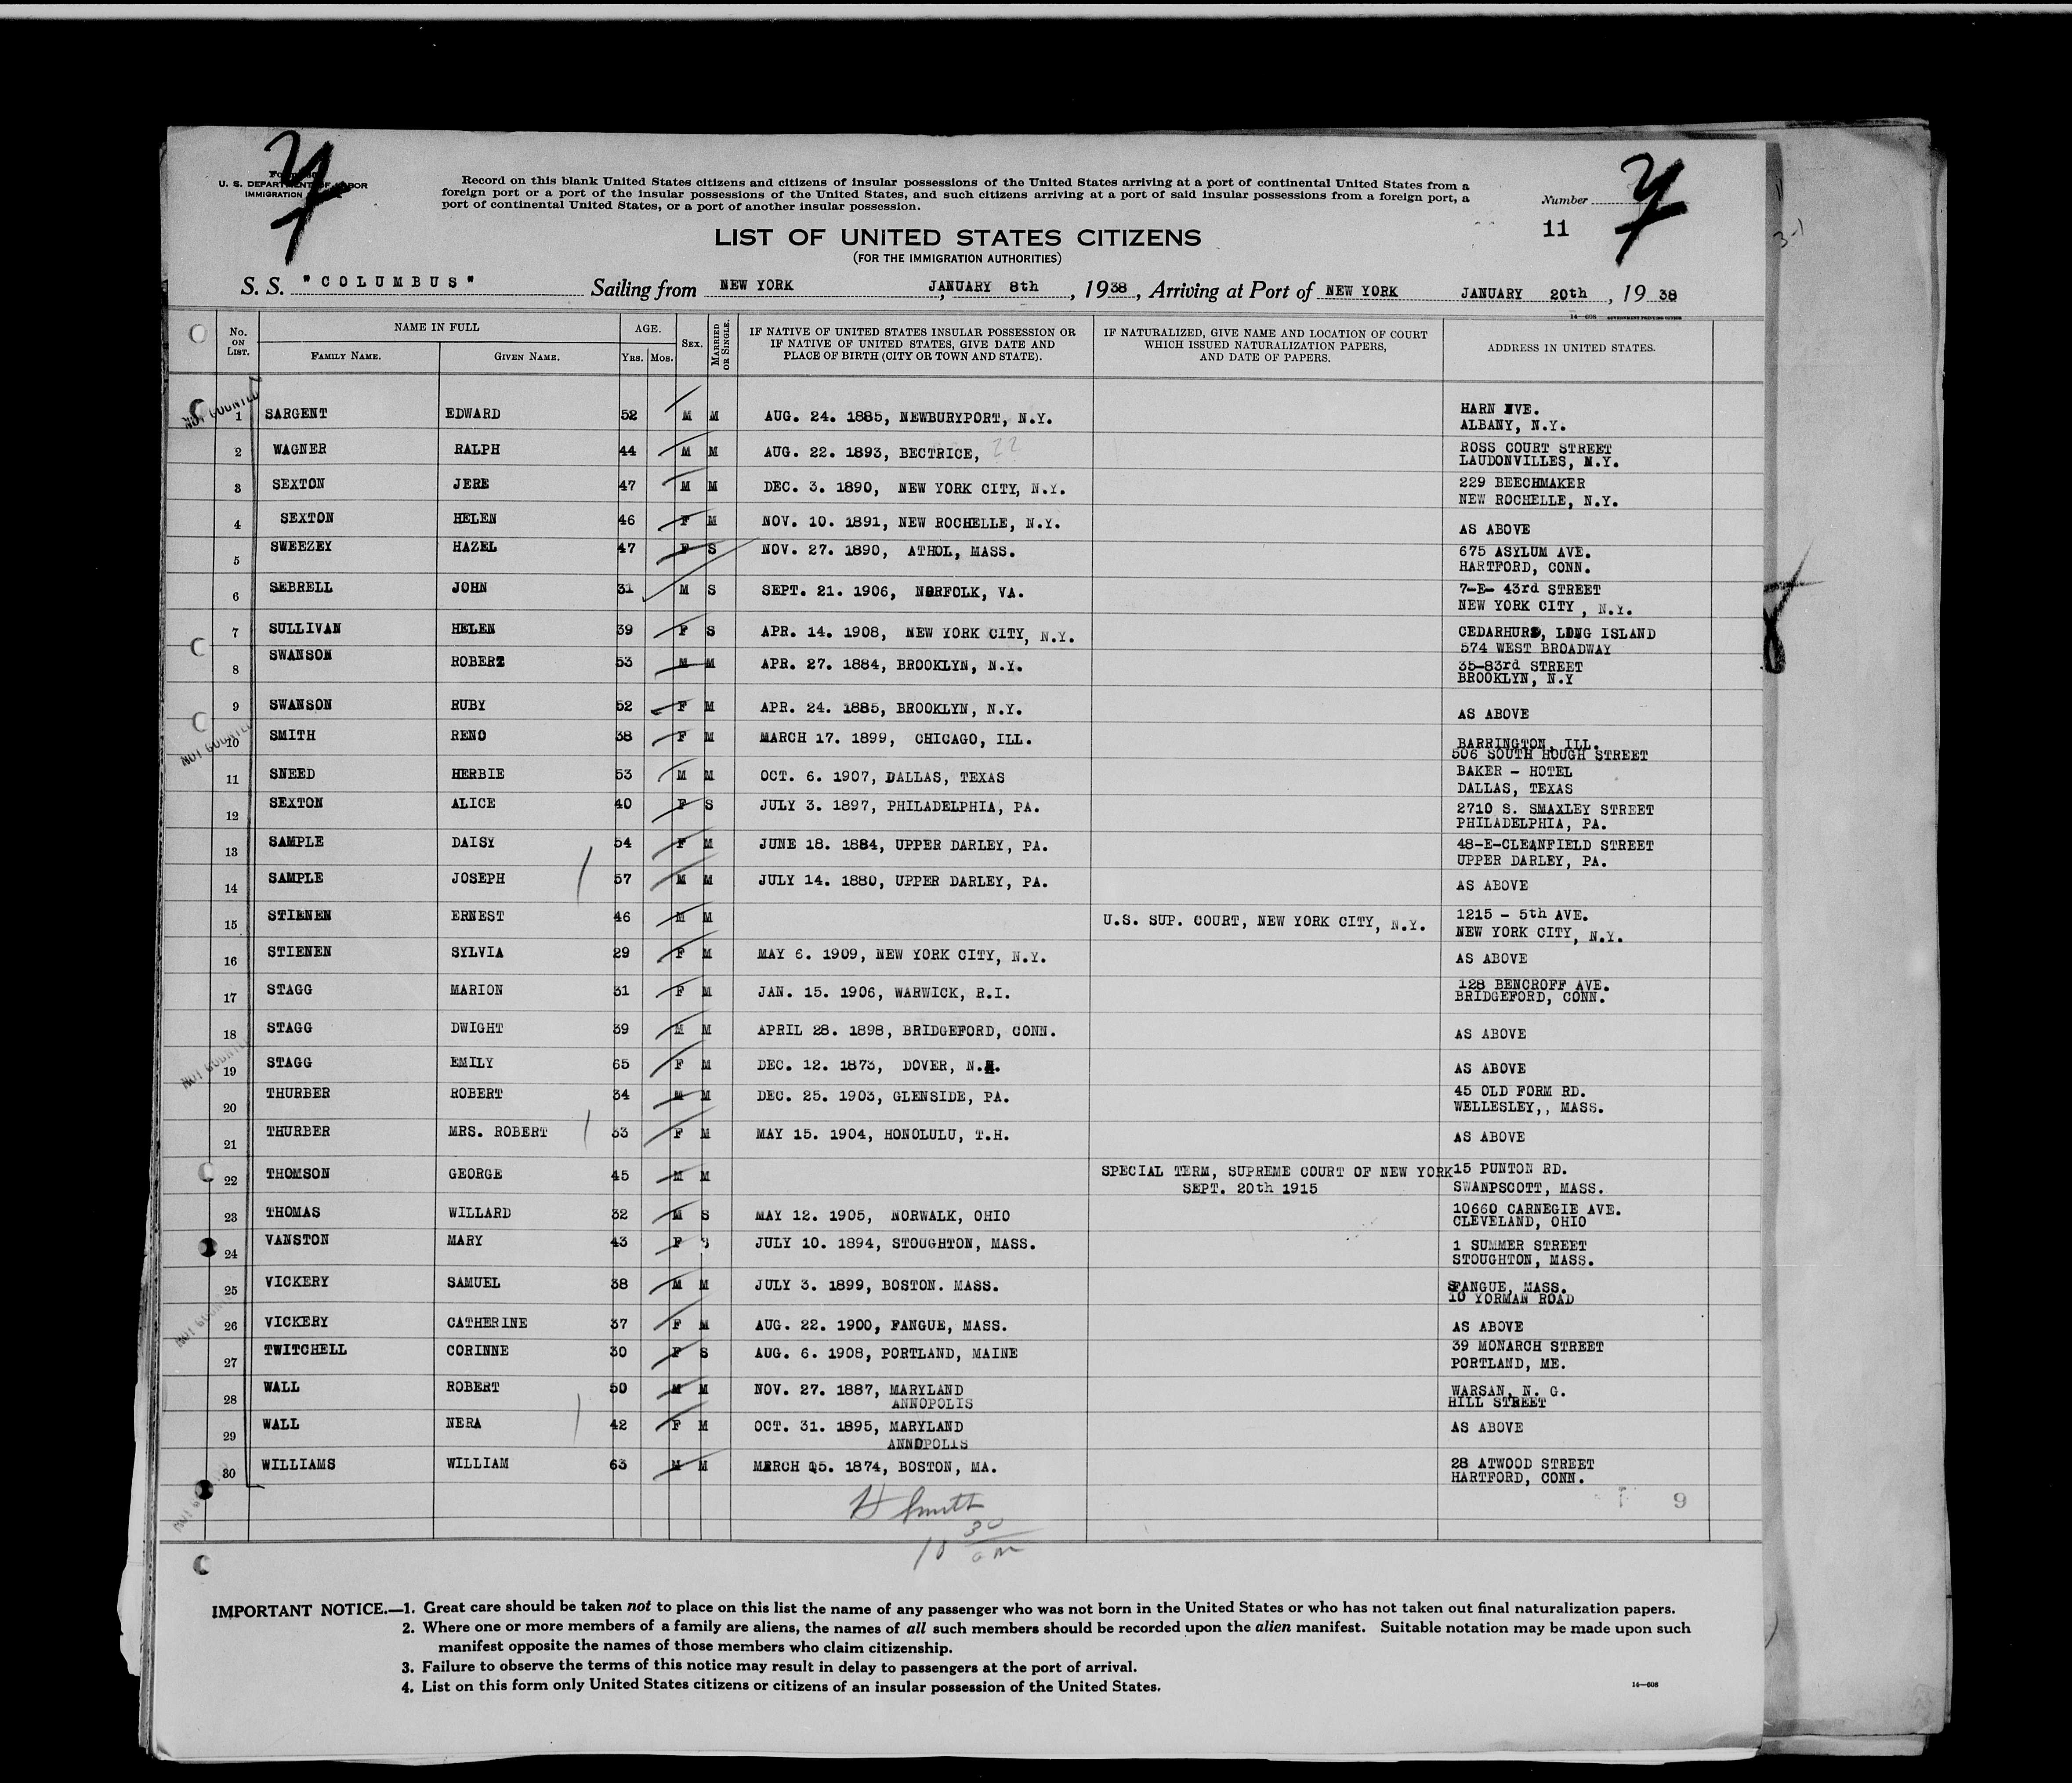 U. S. DEPARTMENT OF LABOR
IMMIGRATION
Record on this blank United States citizens and citizens of insular possessions of the United States arriving at a port of continental United States from a
foreign port or a port of the insular possessions of the United States, and such citizens arriving at a port of said insular possessions from a foreign port, a
port of continental United States, or a port of another insular possession.
Number
11
LIST OF UNITED STATES CITIZENS
(FOR THE IMMIGRATION AUTHORITIES)
S. S. "COLUMBUS" Sailing from NEW YORK JANUARY 8th, 1938, Arriving at Port of NEW YORK JANUARY 20th, 1938
14—608 GOVERNMENT PRINTING OFFICE
No. ON LIST. NAME IN FULL FAMILY NAME. GIVEN NAME. AGE. YRS. MOS. SEX. MARRIED OR SINGLE. IF NATIVE OF UNITED STATES INSULAR POSSESSION OR IF NATIVE OF UNITED STATES, GIVE DATE AND PLACE OF BIRTH (CITY OR TOWN AND STATE). IF NATURALIZED, GIVE NAME AND LOCATION OF COURT WHICH ISSUED NATURALIZATION PAPERS, AND DATE OF PAPERS. ADDRESS IN UNITED STATES.
NOT COUNTED
1 SARGENT EDWARD 52 M M AUG. 24. 1885, NEWBURYPORT, N.Y. HARN AVE.
ALBANY, N.Y.
2 WAGNER RALPH 44 M M AUG. 22. 1893, BECTRICE, ?? ROSS COURT STREET
LAUDONVILLES, N.Y.
3 SEXTON JERE 47 M M DEC. 3. 1890, NEW YORK CITY, N.Y. 229 BEECHMAKER
NEW ROCHELLE, N.Y.
4 SEXTON HELEN 46 F M NOV. 10. 1891, NEW ROCHELLE, N.Y. AS ABOVE
5 SWEEZEY HAZEL 47 F S NOV. 27. 1890, ATHOL, MASS. 675 ASYLUM AVE.
HARTFORD, CONN.
6 SEBRELL JOHN 31 M S SEPT. 21. 1906, NORFOLK, VA. 7-E- 43rd STREET
NEW YORK CITY, N.Y.
7 SULLIVAN HELEN 39 F S APR. 14. 1908, NEW YORK CITY, N.Y. CEDARHURS, LONG ISLAND
574 WEST BROADWAY
8 SWANSON ROBERT 53 M M APR. 27. 1884, BROOKLYN, N.Y. 35-83rd STREET
BROOKLYN, N.Y
9 SWANSON RUBY 52 F M APR. 24. 1885, BROOKLYN, N.Y. AS ABOVE
NOT COUNTED
10 SMITH RENO 38 F M MARCH 17. 1899, CHICAGO, ILL. BARRINGTON, ILL.
506 SOUTH HOUGH STREET
11 SNEED HERBIE 53 M M OCT. 6. 1907, DALLAS, TEXAS BAKER - HOTEL
DALLAS, TEXAS
12 SEXTON ALICE 40 F S JULY 3. 1897, PHILADELPHIA, PA. 2710 S. SMAXLEY STREET
PHILADELPHIA, PA.
13 SAMPLE DAISY 54 F M JUNE 18. 1884, UPPER DARLEY, PA. 48-E-CLEANFIELD STREET
UPPER DARLEY, PA.
14 SAMPLE JOSEPH 57 M M JULY 14. 1880, UPPER DARLEY, PA. AS ABOVE
15 STIENEN ERNEST 46 M M U.S. SUP. COURT, NEW YORK CITY, N.Y. 1215 - 5th AVE.
NEW YORK CITY, N.Y.
16 STIENEN SYLVIA 29 F M MAY 6. 1909, NEW YORK CITY, N.Y. AS ABOVE
17 STAGG MARION 31 F M JAN. 15. 1906, WARWICK, R.I. 128 BENCROFF AVE.
BRIDGEFORD, CONN.
18 STAGG DWIGHT 39 M M APRIL 28. 1898, BRIDGEFORD, CONN. AS ABOVE
NOT COUNTED
19 STAGG EMILY 65 F M DEC. 12. 1873, DOVER, AS ABOVE
20 THURBER ROBERT 34 M M DEC. 25. 1903, GLENSIDE, PA. 45 OLD FORM RD.
WELLESLEY,, MASS.
21 THURBER MRS. ROBERT 33 F M MAY 15. 1904, HONOLULU, T.H. AS ABOVE
22 THOMSON GEORGE 45 M M SPECIAL TERM, SUPREME COURT OF NEW YORK 15 PUNTON RD.
SEPT. 20th 1915 SWANPSCOTT, MASS.
23 THOMAS WILLARD 32 M S MAY 12. 1905, NORWALK, OHIO 10660 CARNEGIE AVE.
CLEVELAND, OHIO
24 VANSTON MARY 43 F S JULY 10. 1894, STOUGHTON, MASS. 1 SUMMER STREET
STOUGHTON, MASS.
25 VICKERY SAMUEL 38 M M JULY 3. 1899, BOSTON. MASS. FANGUE, MASS.
10 YORMAN ROAD
NOT COUNTED
26 VICKERY CATHERINE 37 F M AUG. 22. 1900, FANGUE, MASS. AS ABOVE
27 TWITCHELL CORINNE 30 F S AUG. 6. 1908, PORTLAND, MAINE 39 MONARCH STREET
PORTLAND, ME.
28 WALL ROBERT 50 M M NOV. 27. 1887, MARYLAND WARSAN, N. G.
ANNOPOLIS HILL STREET
29 WALL NERA 42 F M OCT. 31. 1895, MARYLAND AS ABOVE
ANNOPOLIS
30 WILLIAMS WILLIAM 63 M M MARCH 15. 1874, BOSTON, MA. 28 ATWOOD STREET
HARTFORD, CONN.
9
H Smith
10 30 am
IMPORTANT NOTICE.—1. Great care should be taken not to place on this list the name of any passenger who was not born in the United States or who has not taken out final naturalization papers.
2. Where one or more members of a family are aliens, the names of all such members should be recorded upon the alien manifest. Suitable notation may be made upon such
manifest opposite the names of those members who claim citizenship.
3. Failure to observe the terms of this notice may result in delay to passengers at the port of arrival.
4. List on this form only United States citizens or citizens of an insular possession of the United States.
14—608